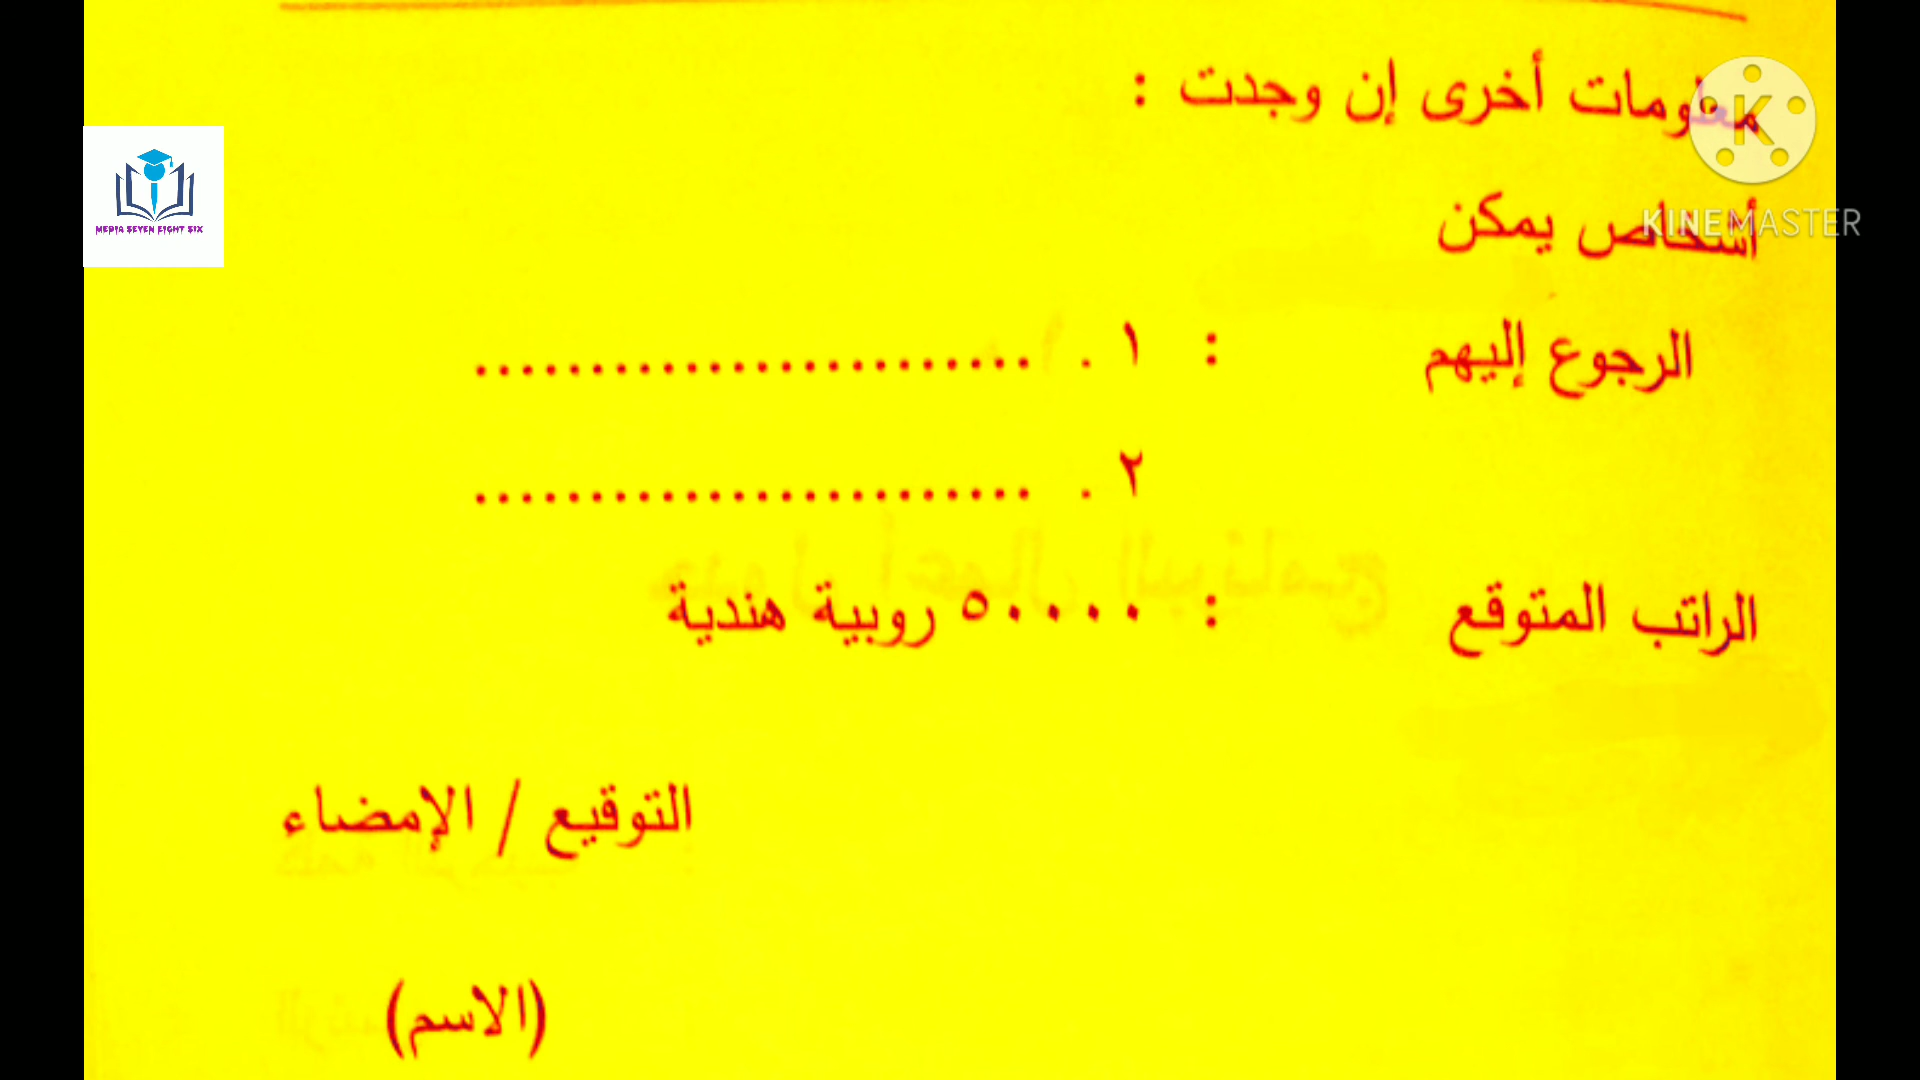 معلومات أخرى إن وجدت :
أشخاص يمكن
الرجوع إليهم : ١ . ........................
٢ . ........................
الراتب المتوقع : ٥٠٠٠٠ روبية هندية
التوقيع / الإمضاء
(الاسم)
MEDIA SEVEN EIGHT SIX
K
KINEMASTER